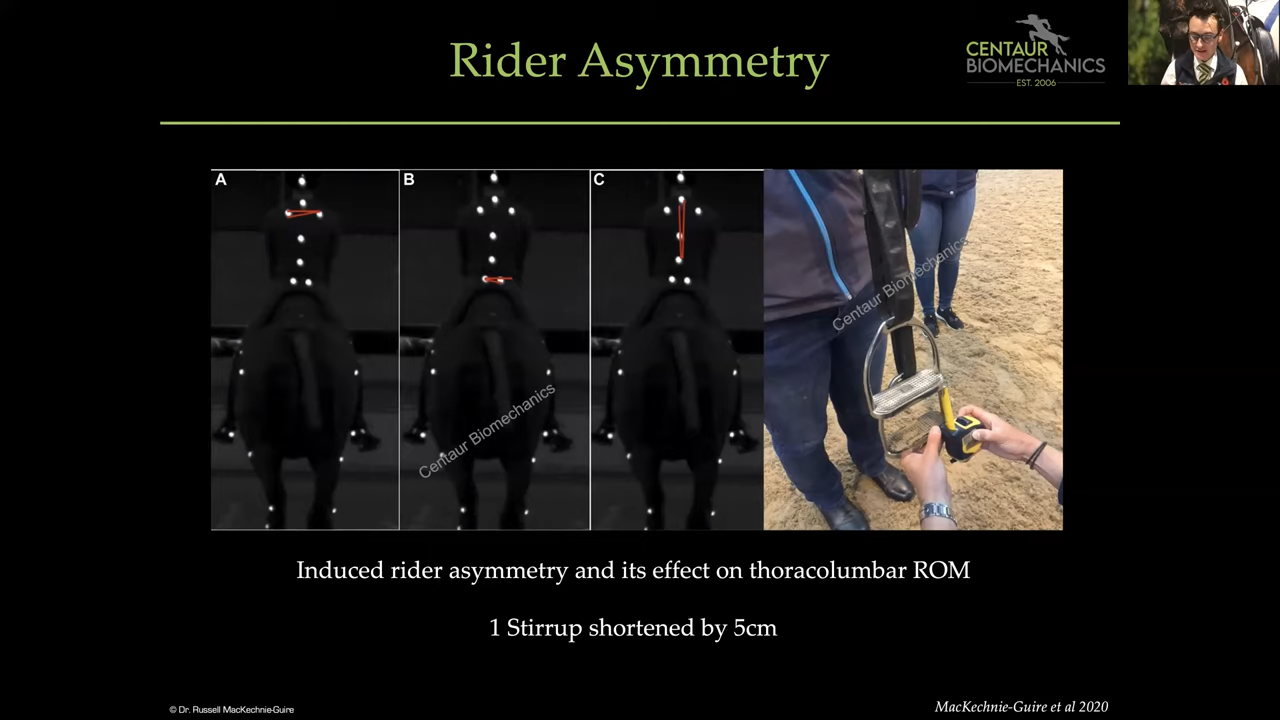 Rider Asymmetry
CENTAUR
BIOMECHANICS
EST. 2006
A
B
C
Centaur Biomechanics
Centaur Biomechanics
Induced rider asymmetry and its effect on thoracolumbar ROM
1 Stirrup shortened by 5cm
© Dr. Russell MacKechnie-Guire
MacKechnie-Guire et al 2020